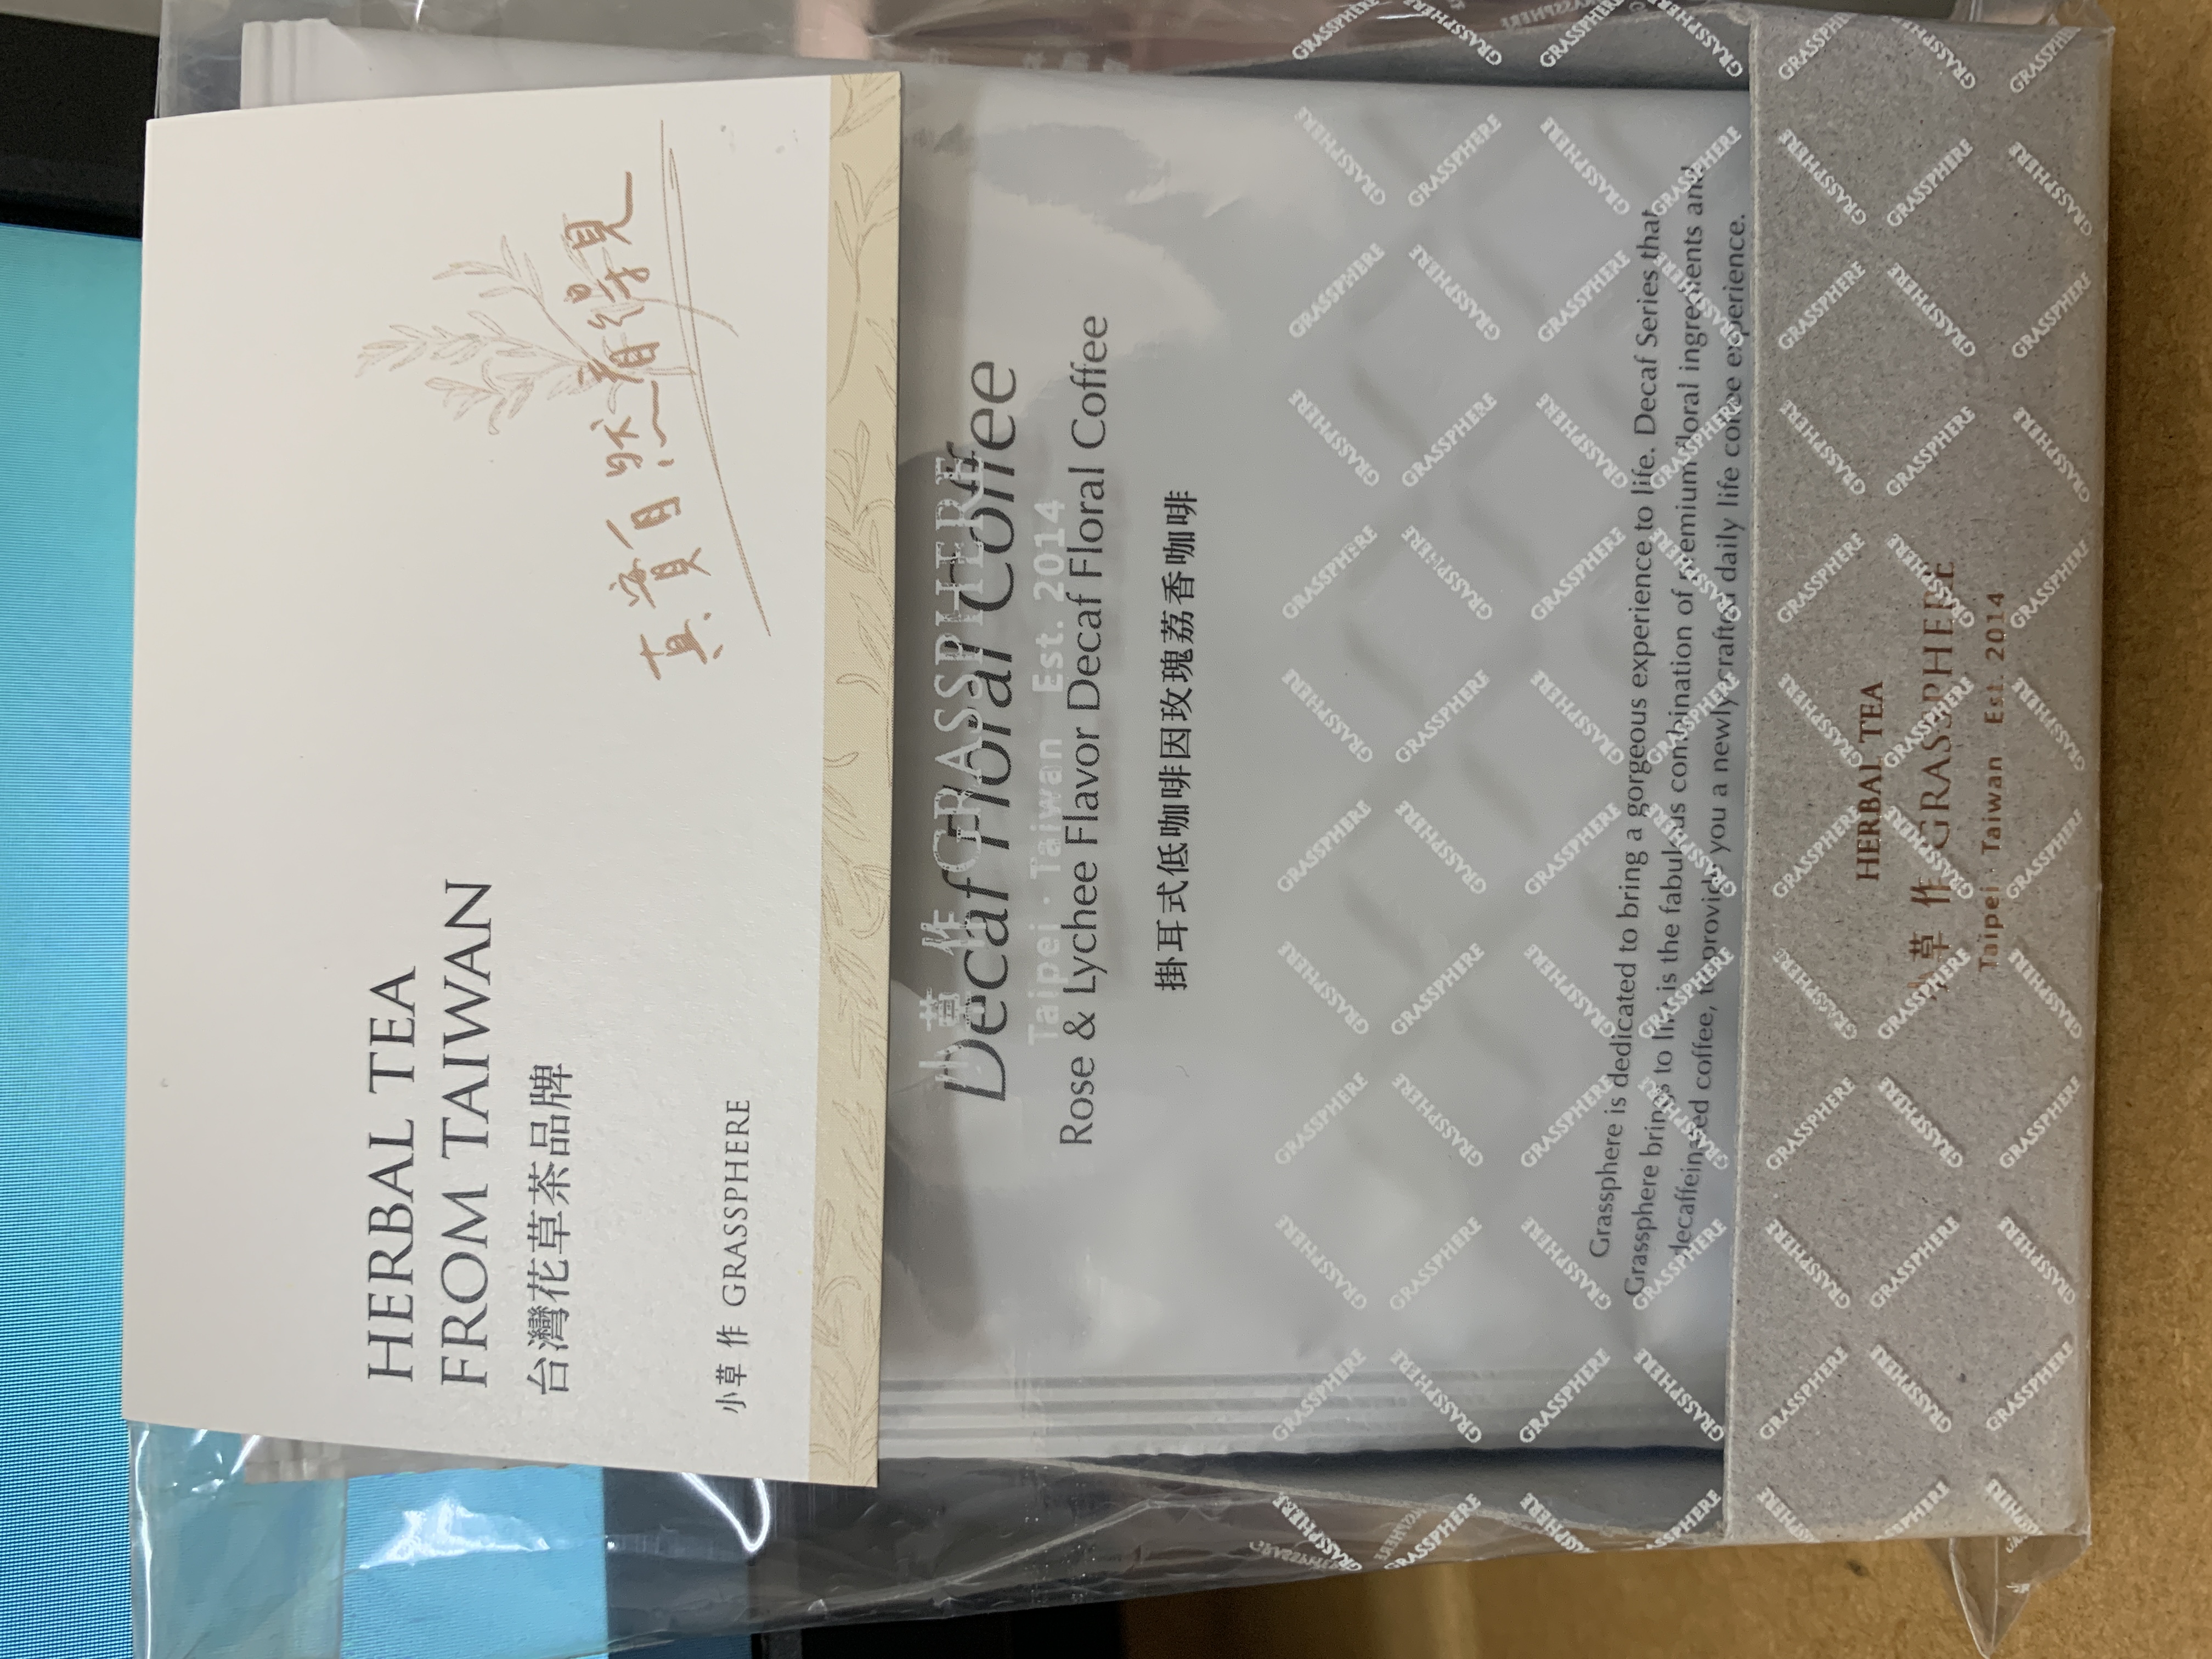 HERBAL TEA
FROM TAIWAN
台灣花草茶品牌
真實自然 看得見
小草作 GRASSPHERE
小草作 GRASSPHERE
Taipei · Taiwan Est. 2014
Decaf Floral Coffee
Rose & Lychee Flavor Decaf Floral Coffee
掛耳式低咖啡因玫瑰荔香咖啡
Grassphere is dedicated to bring a gorgeous experience to life. Decaf Series that
Grassphere brings to life is the fabulous combination of premium floral ingredients and
decaffeinated coffee, to provide you a newly crafted daily life coffee experience.
HERBAL TEA
小草作 GRASSPHERE
Taipei · Taiwan Est. 2014
GRASSPHERE